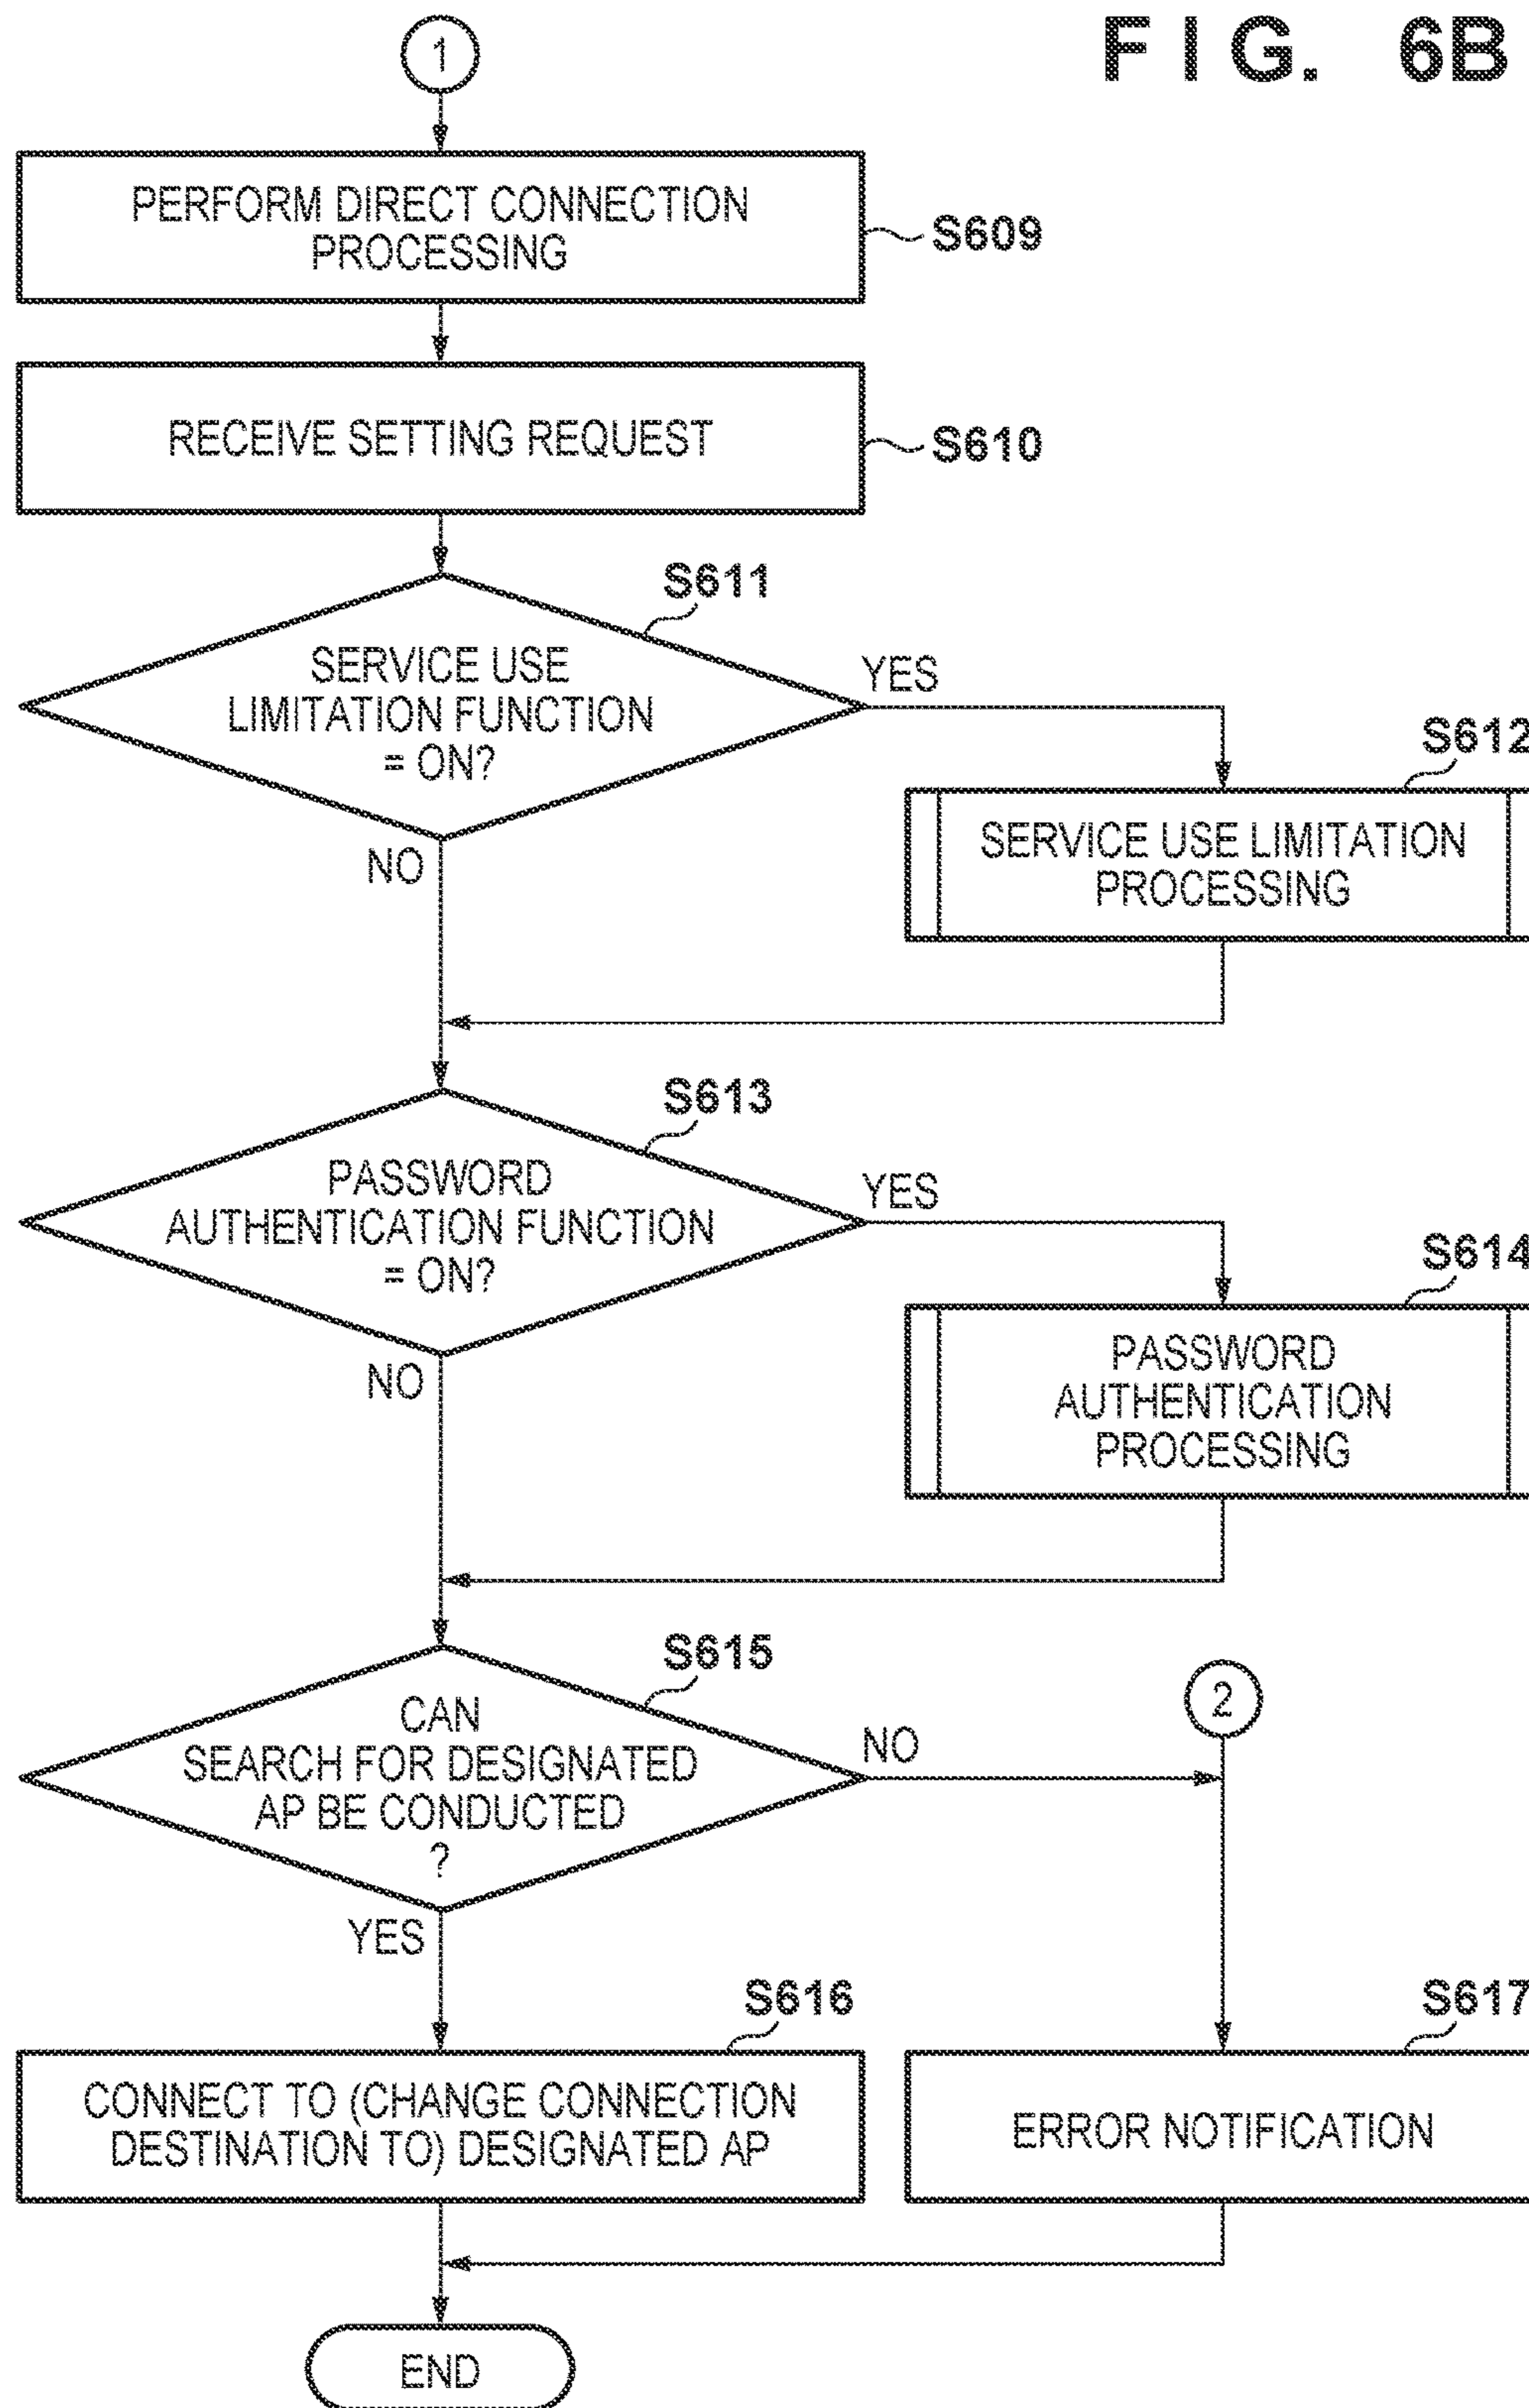 FIG. 6B
1
PERFORM DIRECT CONNECTION
PROCESSING
S609
RECEIVE SETTING REQUEST
S610
S611
SERVICE USE
LIMITATION FUNCTION
= ON?
YES
NO
S612
SERVICE USE LIMITATION
PROCESSING
S613
PASSWORD
AUTHENTICATION FUNCTION
= ON?
YES
NO
S614
PASSWORD
AUTHENTICATION
PROCESSING
S615
CAN
SEARCH FOR DESIGNATED
AP BE CONDUCTED
?
NO
YES
2
S616
CONNECT TO (CHANGE CONNECTION
DESTINATION TO) DESIGNATED AP
S617
ERROR NOTIFICATION
END